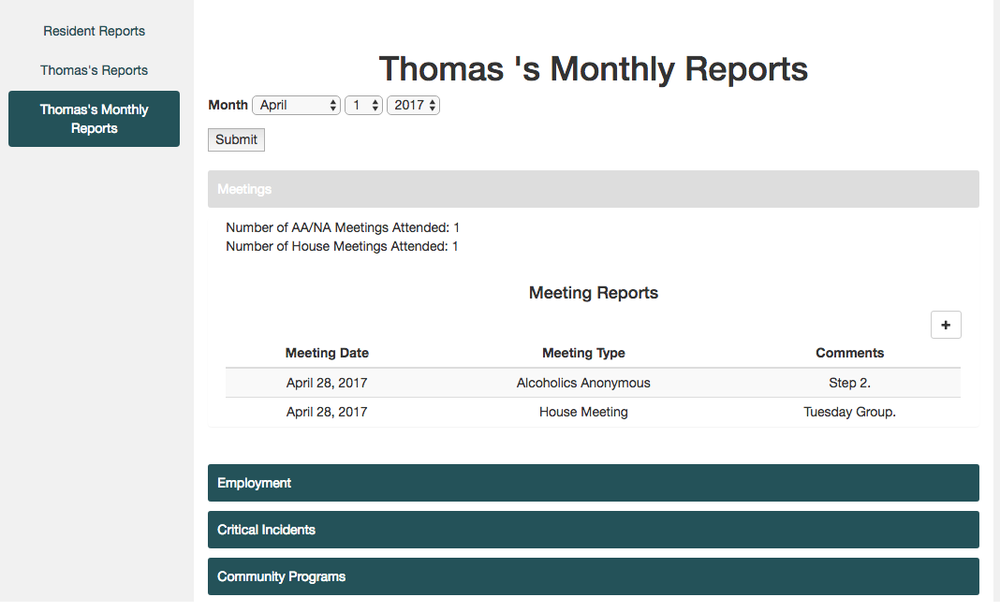 Resident Reports
Thomas's Reports
Thomas's Monthly
Reports
Thomas 's Monthly Reports
Month April 1 2017
Submit
Meetings
Number of AA/NA Meetings Attended: 1
Number of House Meetings Attended: 1
Meeting Reports
+
Meeting Date Meeting Type Comments
April 28, 2017 Alcoholics Anonymous Step 2.
April 28, 2017 House Meeting Tuesday Group.
Employment
Critical Incidents
Community Programs